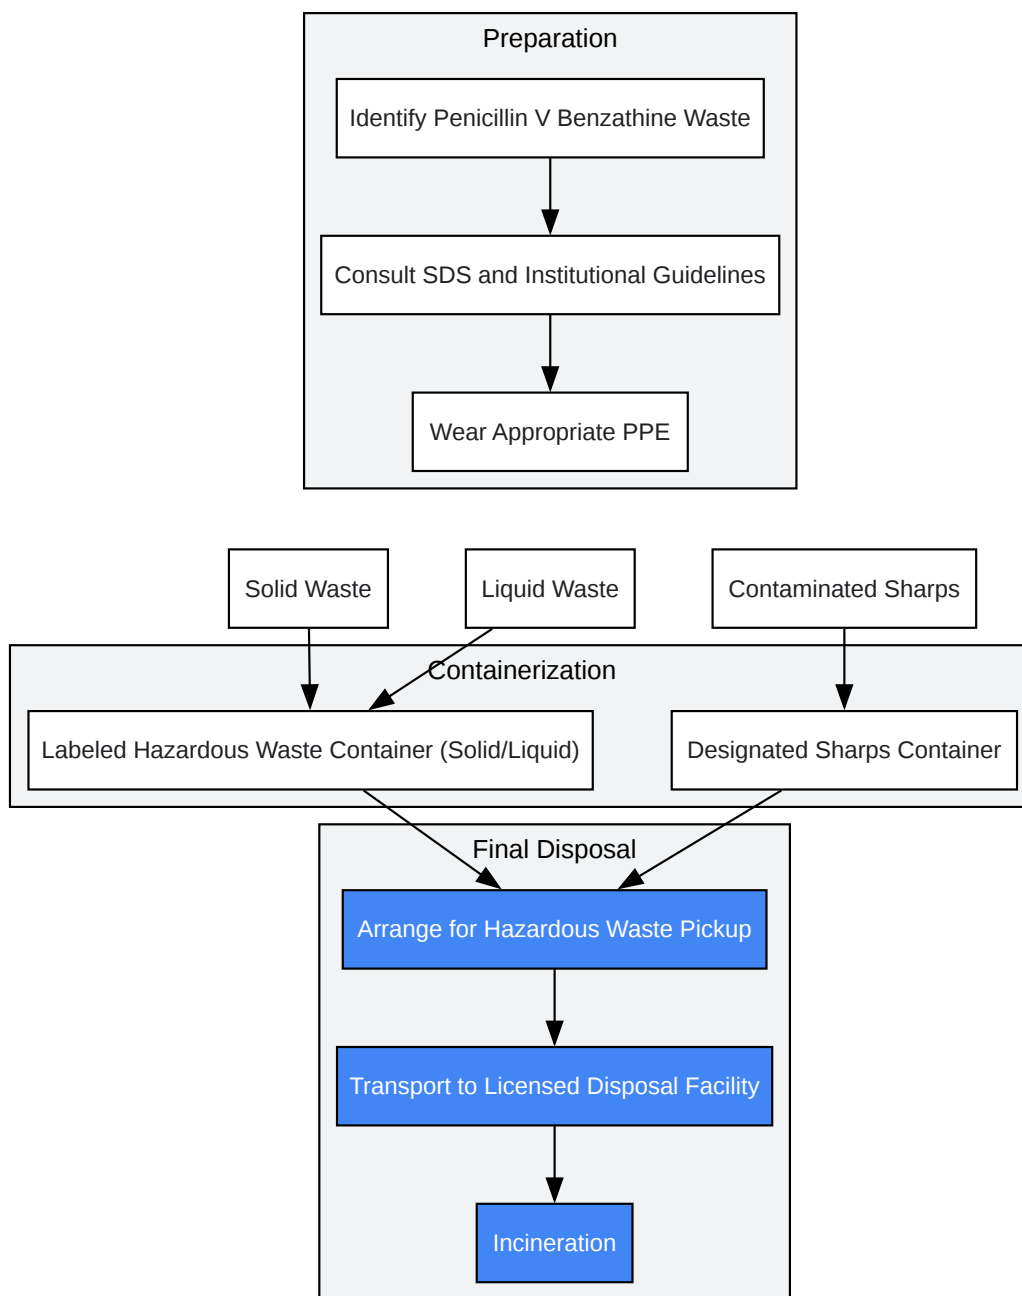 Preparation
Identify Penicillin V Benzathine Waste
Consult SDS and Institutional Guidelines
Wear Appropriate PPE
Solid Waste
Liquid Waste
Contaminated Sharps
Containerization
Labeled Hazardous Waste Container (Solid/Liquid)
Designated Sharps Container
Final Disposal
Arrange for Hazardous Waste Pickup
Transport to Licensed Disposal Facility
Incineration